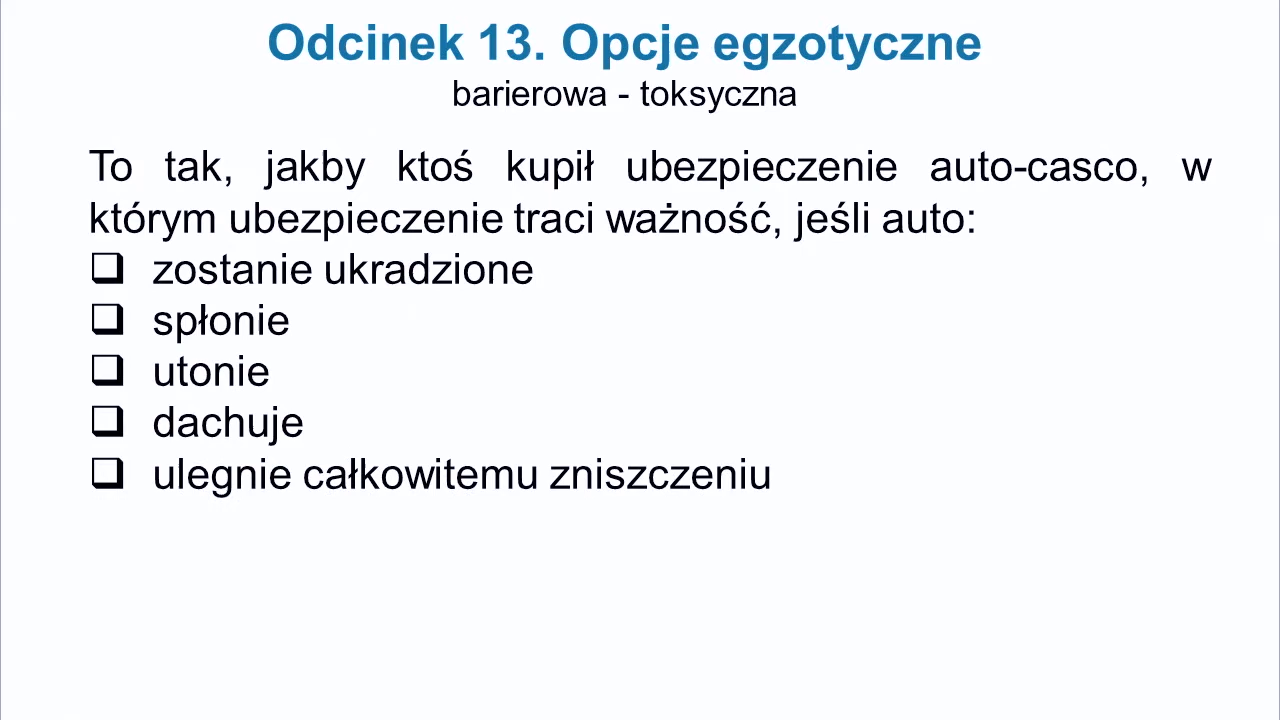 Odcinek 13. Opcje egzotyczne
barierowa - toksyczna
To tak, jakby ktoś kupił ubezpieczenie auto-casco, w
którym ubezpieczenie traci ważność, jeśli auto:
❑ zostanie ukradzione
❑ spłonie
❑ utonie
❑ dachuje
❑ ulegnie całkowitemu zniszczeniu